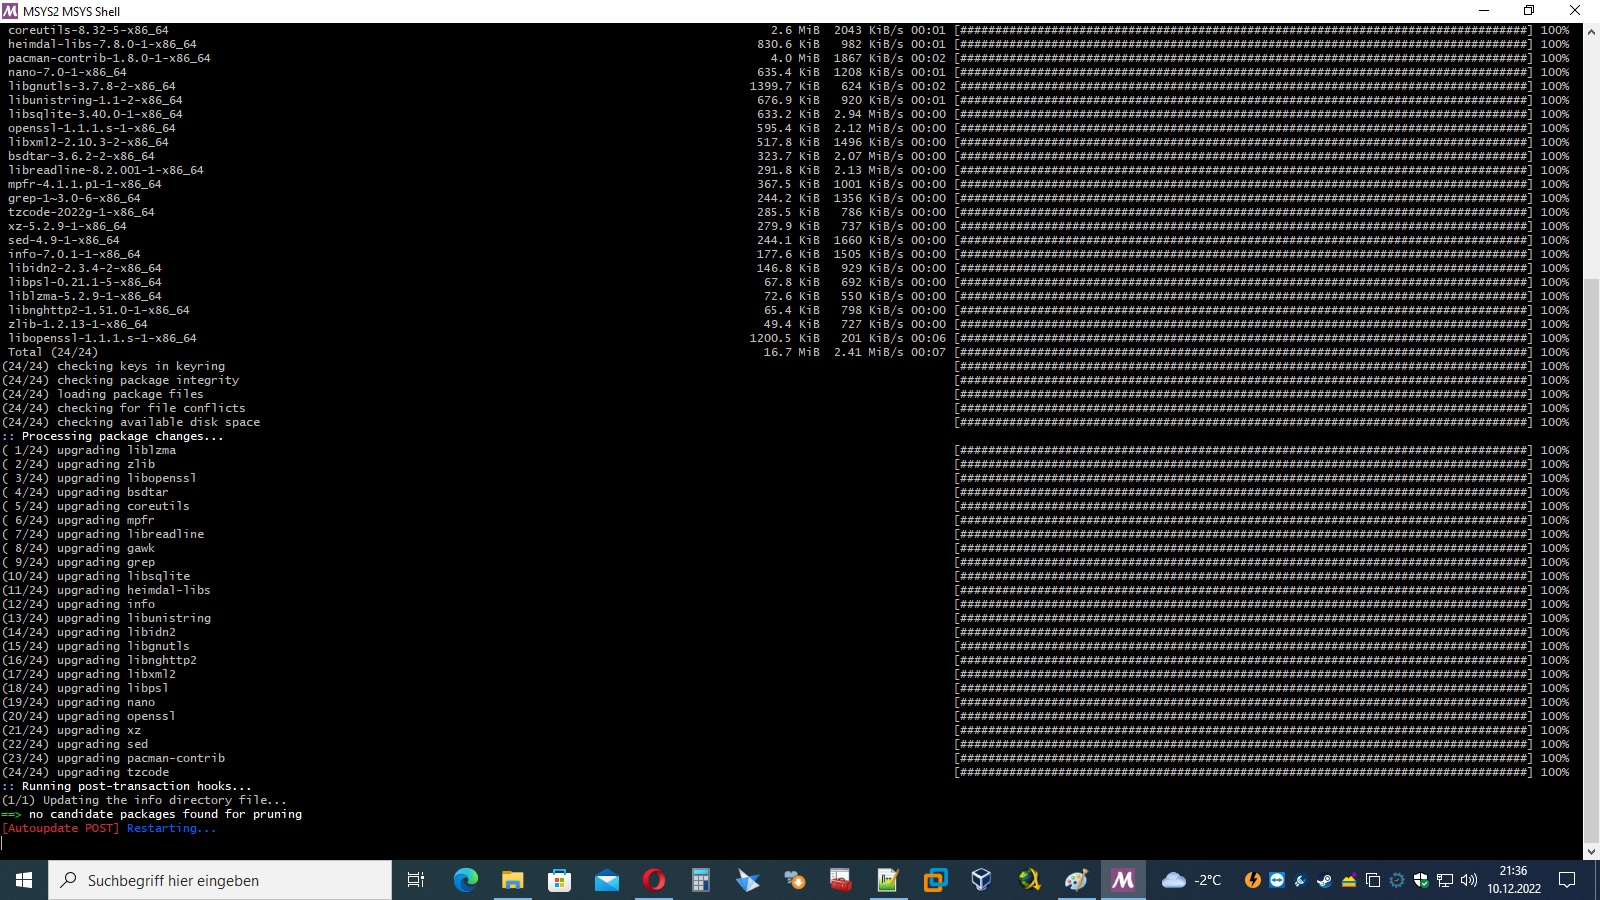 MSYS2 MSYS Shell
coreutils-8.32-5-x86_64 2.6 MiB 2043 KiB/s 00:01 [################################################################################] 100%
heimdal-libs-7.8.0-1-x86_64 830.6 KiB 982 KiB/s 00:01 [################################################################################] 100%
pacman-contrib-1.8.0-1-x86_64 4.0 MiB 1867 KiB/s 00:02 [################################################################################] 100%
nano-7.0-1-x86_64 635.4 KiB 1208 KiB/s 00:01 [################################################################################] 100%
libgnutls-3.7.8-2-x86_64 1399.7 KiB 624 KiB/s 00:02 [################################################################################] 100%
libunistring-1.1-2-x86_64 676.9 KiB 920 KiB/s 00:01 [################################################################################] 100%
libsqlite-3.40.0-1-x86_64 633.2 KiB 2.94 MiB/s 00:00 [################################################################################] 100%
openssl-1.1.1.s-1-x86_64 595.4 KiB 2.12 MiB/s 00:00 [################################################################################] 100%
libxml2-2.10.3-2-x86_64 517.8 KiB 1496 KiB/s 00:00 [################################################################################] 100%
bsdtar-3.6.2-2-x86_64 323.7 KiB 2.07 MiB/s 00:00 [################################################################################] 100%
libreadline-8.2.001-1-x86_64 291.8 KiB 2.13 MiB/s 00:00 [################################################################################] 100%
mpfr-4.1.1.p1-1-x86_64 367.5 KiB 1001 KiB/s 00:00 [################################################################################] 100%
grep-1~3.0-6-x86_64 244.2 KiB 1356 KiB/s 00:00 [################################################################################] 100%
tzcode-2022g-1-x86_64 285.5 KiB 786 KiB/s 00:00 [################################################################################] 100%
xz-5.2.9-1-x86_64 279.9 KiB 737 KiB/s 00:00 [################################################################################] 100%
sed-4.9-1-x86_64 244.1 KiB 1660 KiB/s 00:00 [################################################################################] 100%
info-7.0.1-1-x86_64 177.6 KiB 1505 KiB/s 00:00 [################################################################################] 100%
libidn2-2.3.4-2-x86_64 146.8 KiB 929 KiB/s 00:00 [################################################################################] 100%
libpsl-0.21.1-5-x86_64 67.8 KiB 692 KiB/s 00:00 [################################################################################] 100%
liblzma-5.2.9-1-x86_64 72.6 KiB 550 KiB/s 00:00 [################################################################################] 100%
libnghttp2-1.51.0-1-x86_64 65.4 KiB 798 KiB/s 00:00 [################################################################################] 100%
zlib-1.2.13-1-x86_64 49.4 KiB 727 KiB/s 00:00 [################################################################################] 100%
libopenssl-1.1.1.s-1-x86_64 1200.5 KiB 201 KiB/s 00:06 [################################################################################] 100%
Total (24/24) 16.7 MiB 2.41 MiB/s 00:07 [################################################################################] 100%
(24/24) checking keys in keyring [################################################################################] 100%
(24/24) checking package integrity [################################################################################] 100%
(24/24) loading package files [################################################################################] 100%
(24/24) checking for file conflicts [################################################################################] 100%
(24/24) checking available disk space [################################################################################] 100%
:: Processing package changes...
( 1/24) upgrading liblzma [################################################################################] 100%
( 2/24) upgrading zlib [################################################################################] 100%
( 3/24) upgrading libopenssl [################################################################################] 100%
( 4/24) upgrading bsdtar [################################################################################] 100%
( 5/24) upgrading coreutils [################################################################################] 100%
( 6/24) upgrading mpfr [################################################################################] 100%
( 7/24) upgrading libreadline [################################################################################] 100%
( 8/24) upgrading gawk [################################################################################] 100%
( 9/24) upgrading grep [################################################################################] 100%
(10/24) upgrading libsqlite [################################################################################] 100%
(11/24) upgrading heimdal-libs [################################################################################] 100%
(12/24) upgrading info [################################################################################] 100%
(13/24) upgrading libunistring [################################################################################] 100%
(14/24) upgrading libidn2 [################################################################################] 100%
(15/24) upgrading libgnutls [################################################################################] 100%
(16/24) upgrading libnghttp2 [################################################################################] 100%
(17/24) upgrading libxml2 [################################################################################] 100%
(18/24) upgrading libpsl [################################################################################] 100%
(19/24) upgrading nano [################################################################################] 100%
(20/24) upgrading openssl [################################################################################] 100%
(21/24) upgrading xz [################################################################################] 100%
(22/24) upgrading sed [################################################################################] 100%
(23/24) upgrading pacman-contrib [################################################################################] 100%
(24/24) upgrading tzcode [################################################################################] 100%
:: Running post-transaction hooks...
(1/1) Updating the info directory file...
==> no candidate packages found for pruning
[Autoupdate POST] Restarting...
Suchbegriff hier eingeben
-2°C
21:36
10.12.2022